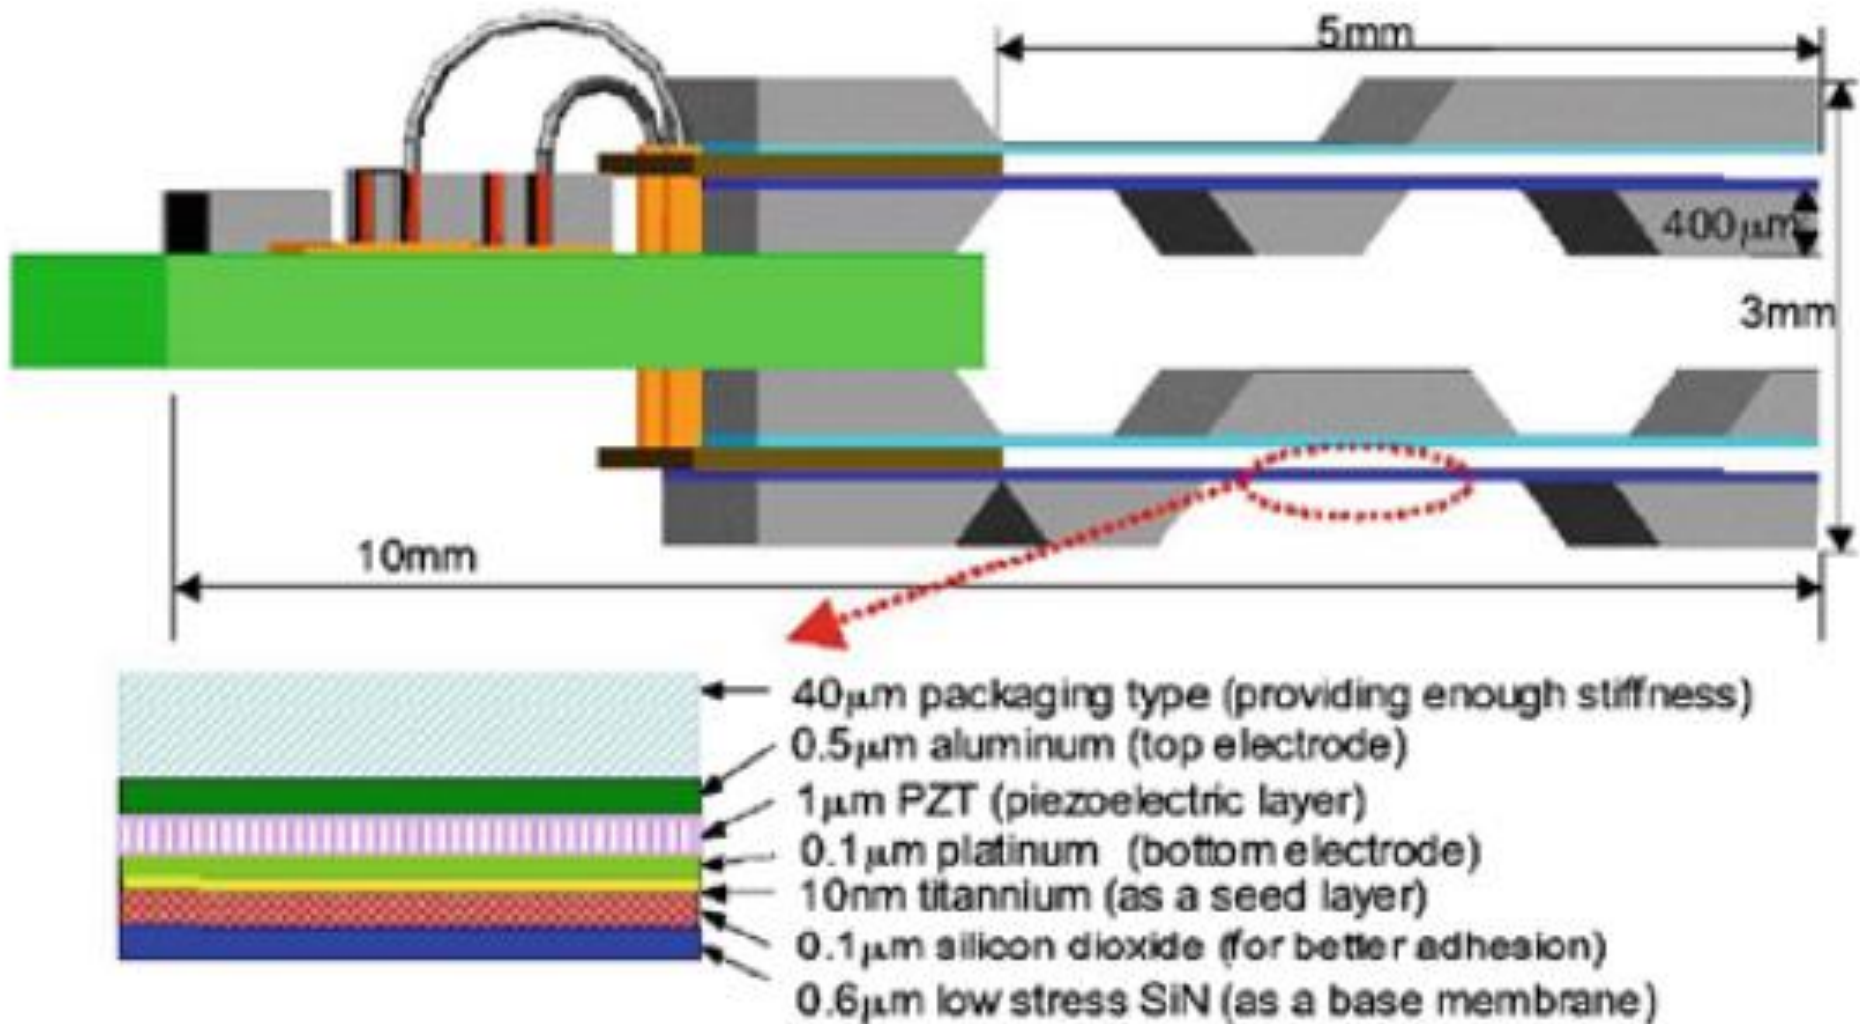 5mm
400μm
3mm
10mm
40μm packaging type (providing enough stiffness)
0.5μm aluminum (top electrode)
1μm PZT (piezoelectric layer)
0.1μm platinum (bottom electrode)
10nm titannium (as a seed layer)
0.1μm silicon dioxide (for better adhesion)
0.6μm low stress SiN (as a base membrane)